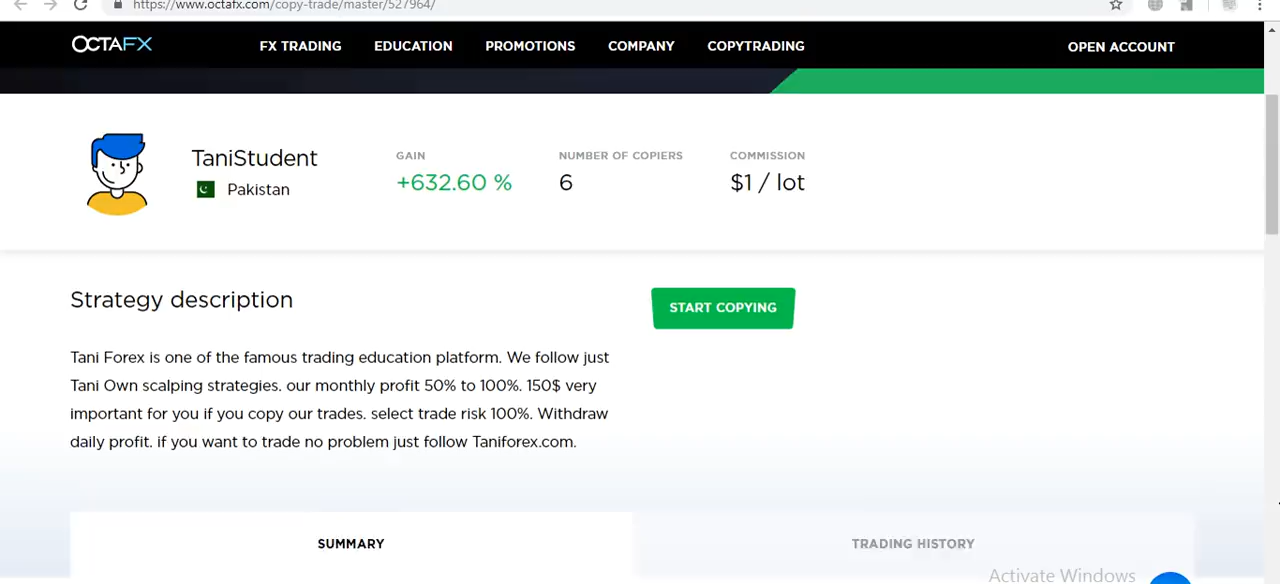 https://www.octafx.com/copy-trade/master/527964/
OCTAFX FX TRADING EDUCATION PROMOTIONS COMPANY COPYTRADING OPEN ACCOUNT
TaniStudent
Pakistan
GAIN
+632.60 %
NUMBER OF COPIERS
6
COMMISSION
$1 / lot
Strategy description
START COPYING
Tani Forex is one of the famous trading education platform. We follow just
Tani Own scalping strategies. our monthly profit 50% to 100%. 150$ very
important for you if you copy our trades. select trade risk 100%. Withdraw
daily profit. if you want to trade no problem just follow Taniforex.com.
SUMMARY
TRADING HISTORY
Activate Windows